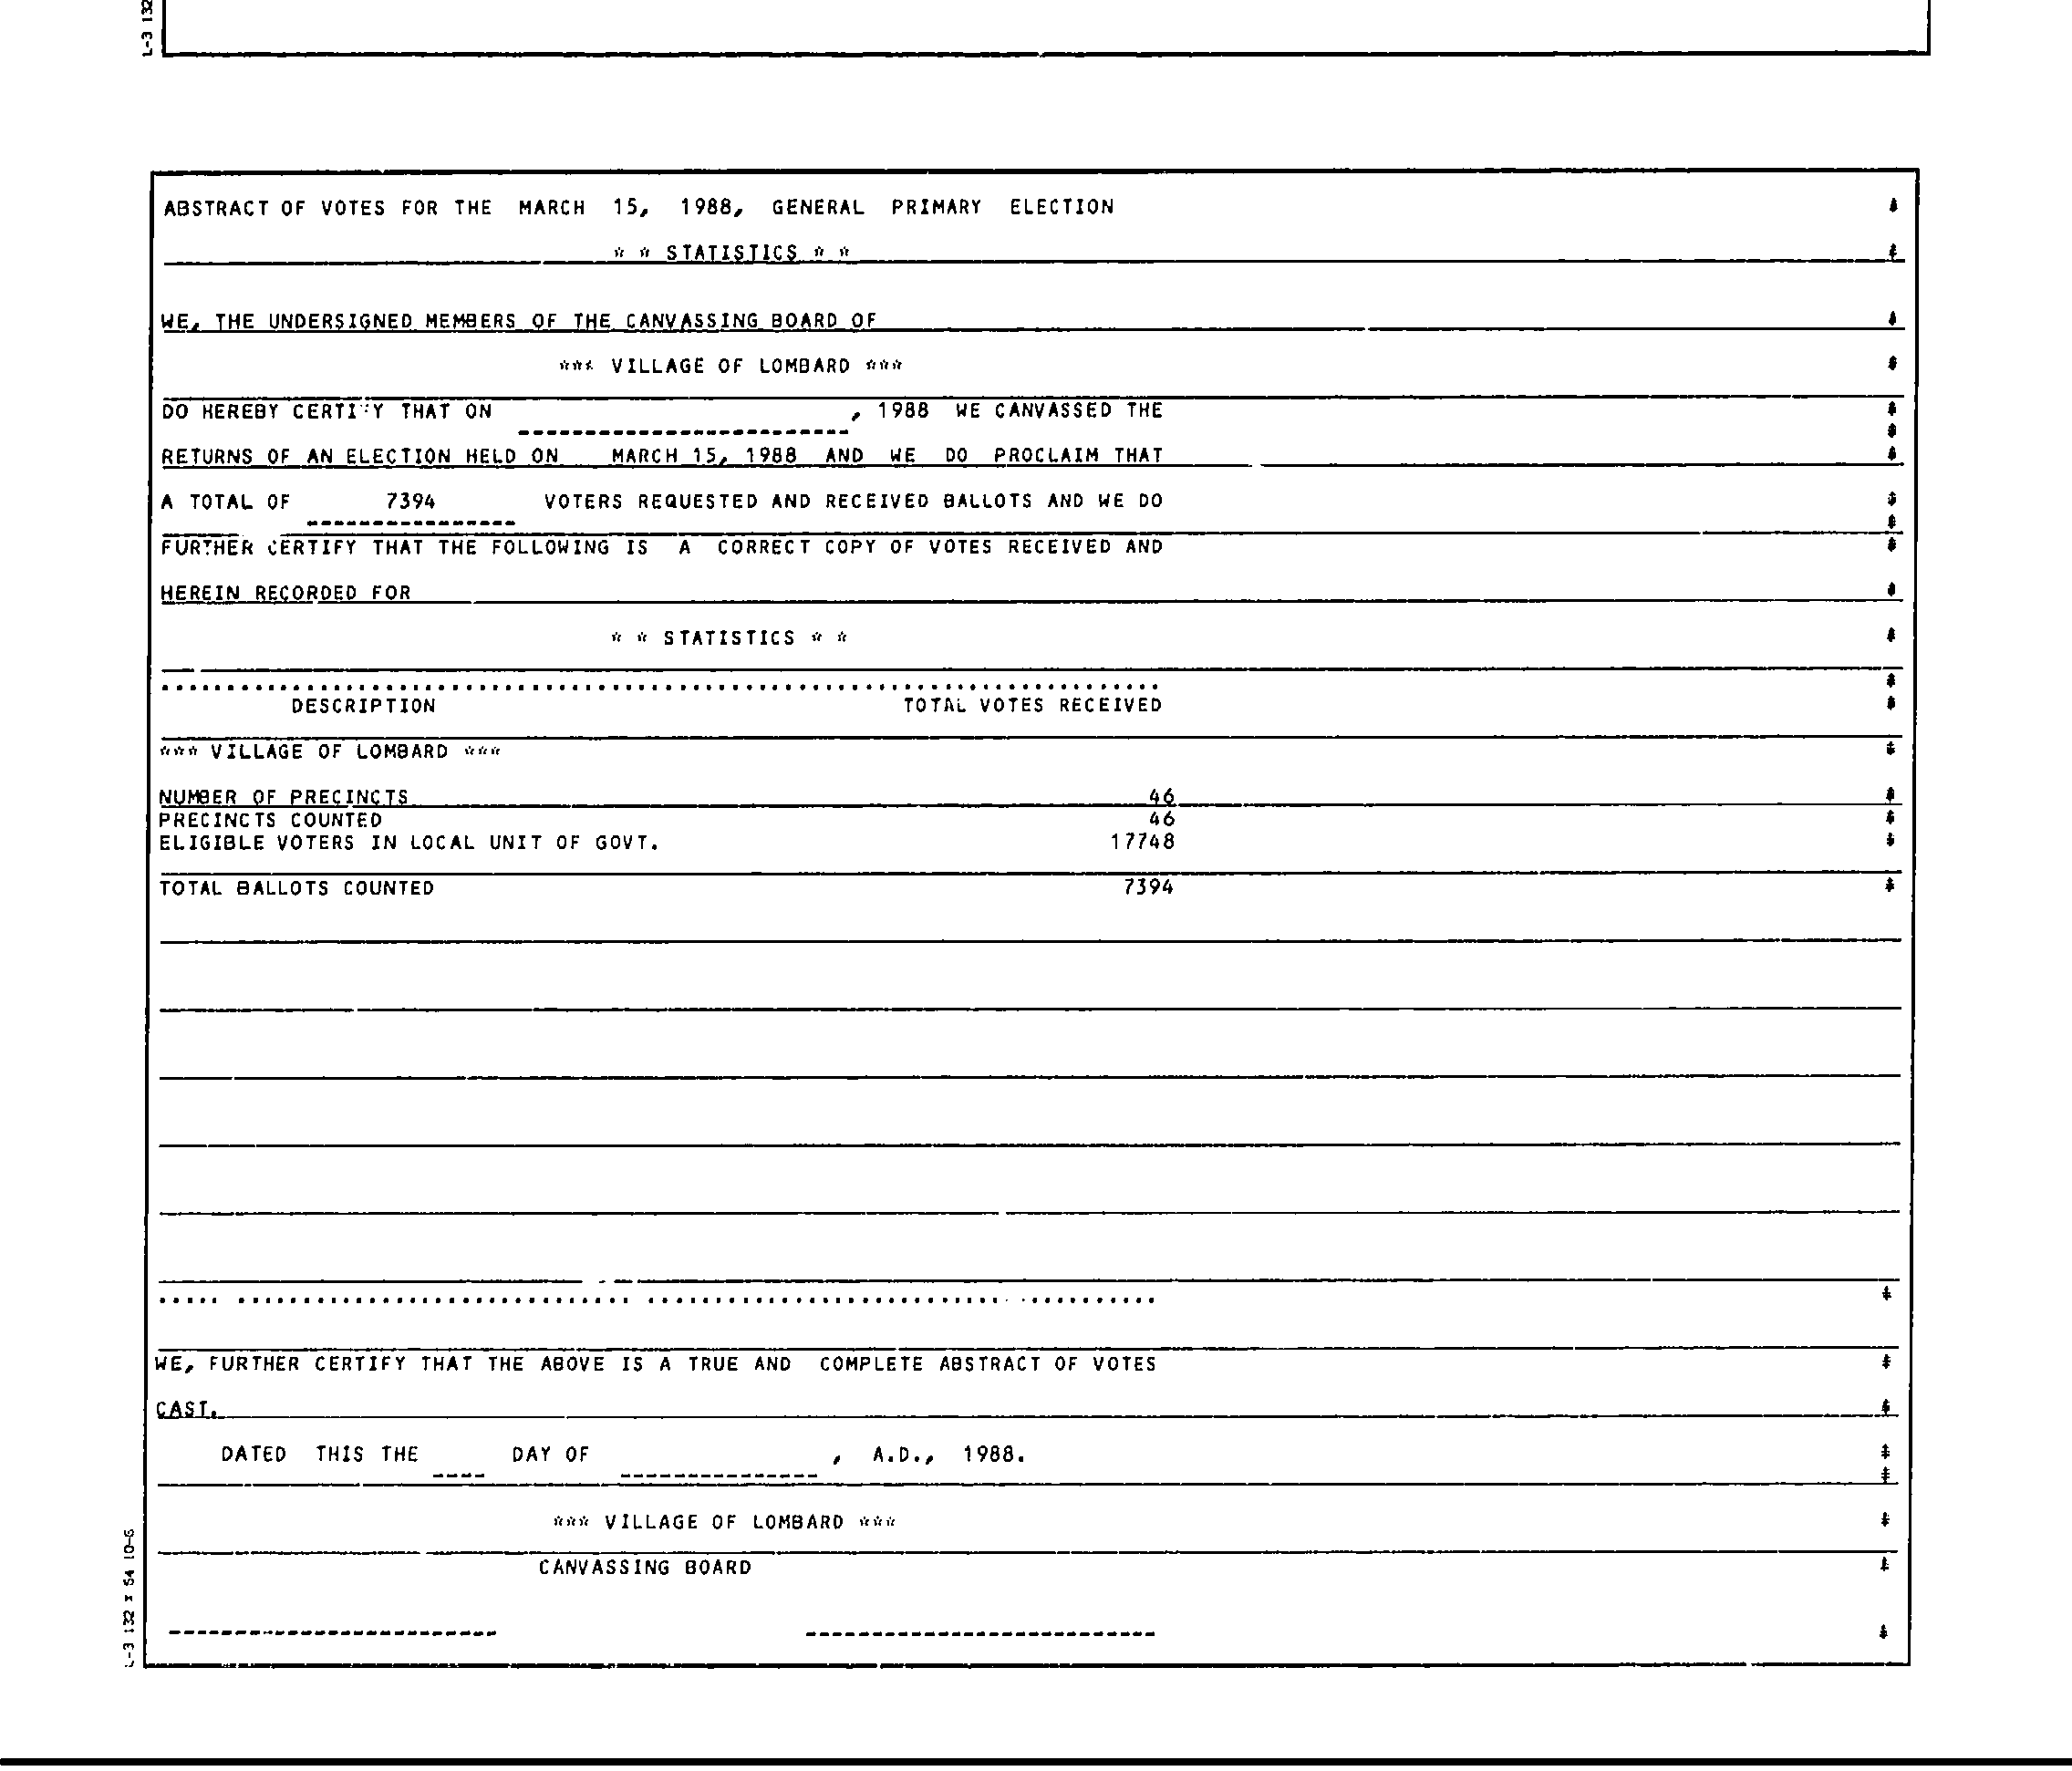 L-3 132
ABSTRACT OF VOTES FOR THE MARCH 15, 1988, GENERAL PRIMARY ELECTION
* * STATISTICS * *
WE, THE UNDERSIGNED MEMBERS OF THE CANVASSING BOARD OF
*** VILLAGE OF LOMBARD ***
DO HEREBY CERTIFY THAT ON , 1988 WE CANVASSED THE
RETURNS OF AN ELECTION HELD ON MARCH 15, 1988 AND WE DO PROCLAIM THAT
A TOTAL OF 7394 VOTERS REQUESTED AND RECEIVED BALLOTS AND WE DO
FURTHER CERTIFY THAT THE FOLLOWING IS A CORRECT COPY OF VOTES RECEIVED AND
HEREIN RECORDED FOR
* * STATISTICS * *
DESCRIPTION TOTAL VOTES RECEIVED
*** VILLAGE OF LOMBARD ***
NUMBER OF PRECINCTS 46
PRECINCTS COUNTED 46
ELIGIBLE VOTERS IN LOCAL UNIT OF GOVT. 17748
TOTAL BALLOTS COUNTED 7394
WE, FURTHER CERTIFY THAT THE ABOVE IS A TRUE AND COMPLETE ABSTRACT OF VOTES
CAST.
DATED THIS THE ---- DAY OF ---------------, A.D., 1988.
*** VILLAGE OF LOMBARD ***
CANVASSING BOARD
L-3 132 x 54 10-6